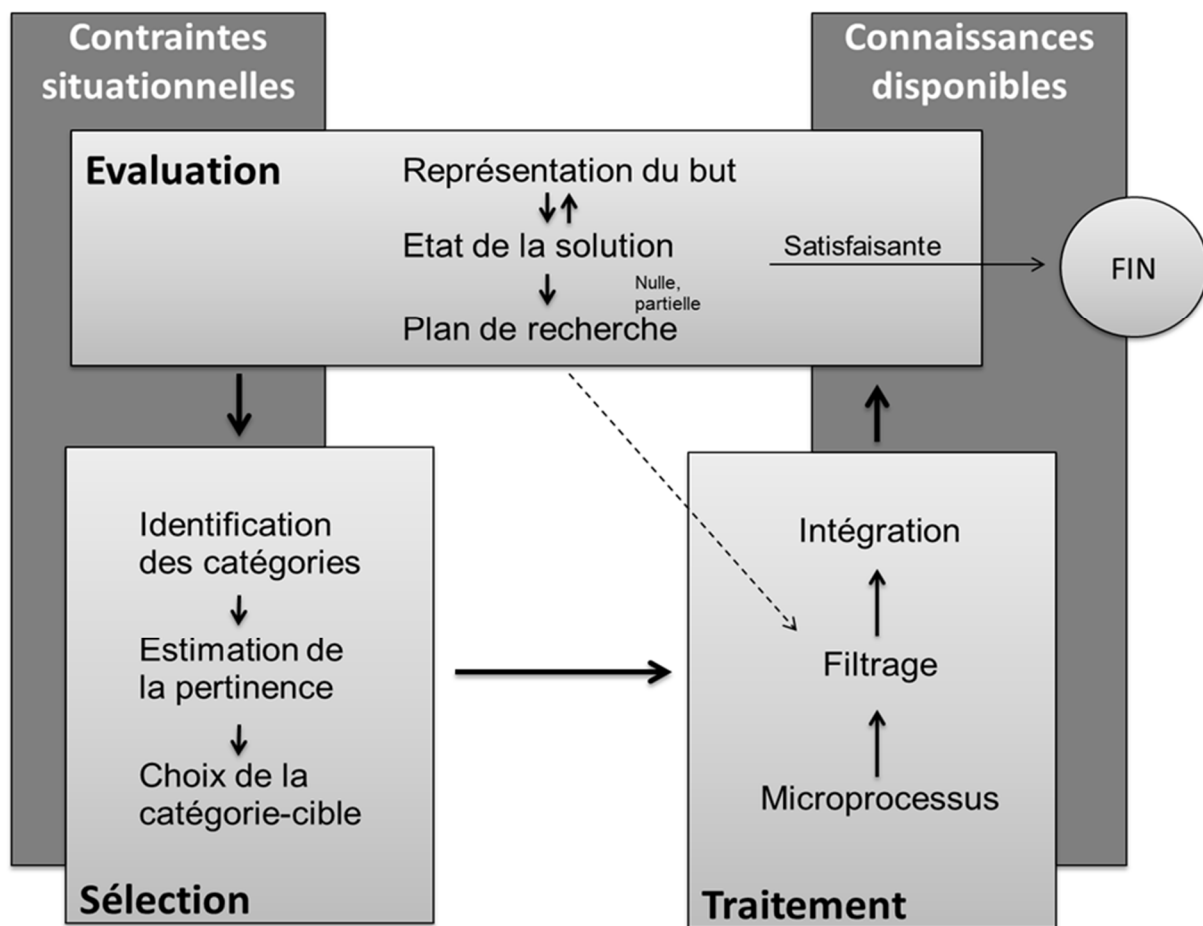 Contraintes
situationnelles
Connaissances
disponibles
Evaluation
Représentation du but
Etat de la solution
Satisfaisante
FIN
Nulle,
partielle
Plan de recherche
Identification
des catégories
Estimation de
la pertinence
Choix de la
catégorie-cible
Sélection
Intégration
Filtrage
Microprocessus
Traitement